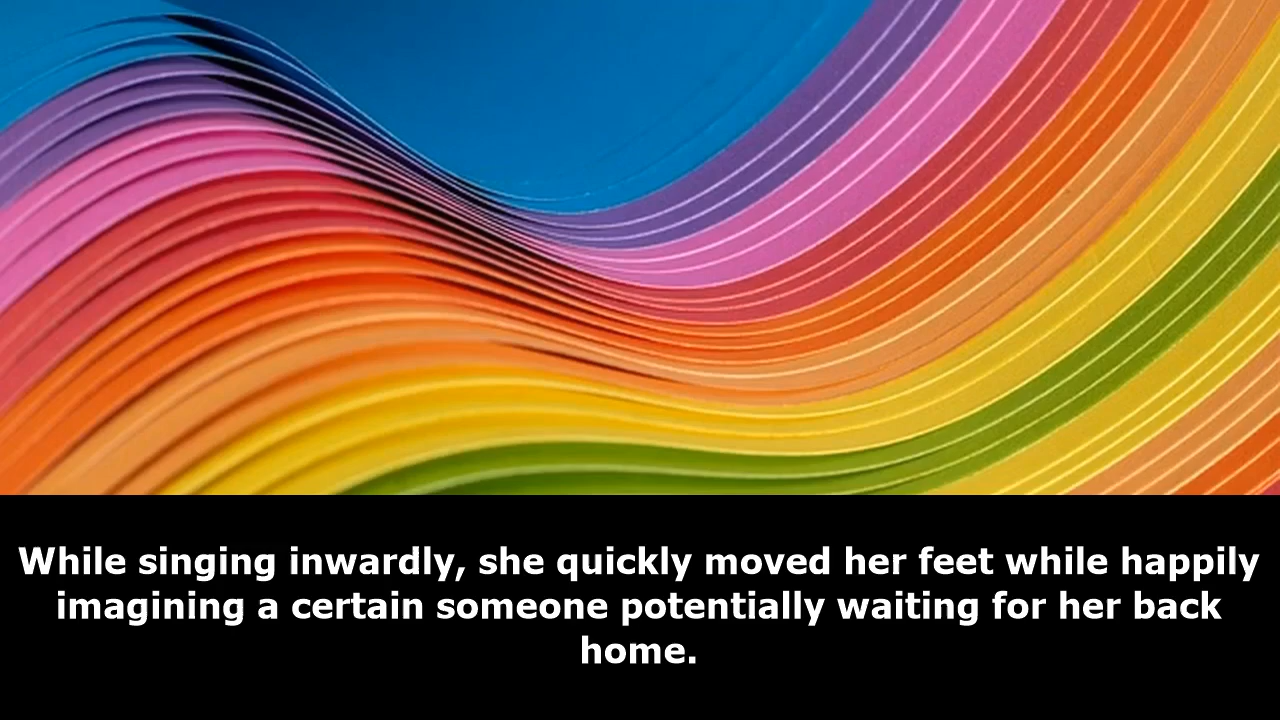 While singing inwardly, she quickly moved her feet while happily
imagining a certain someone potentially waiting for her back
home.